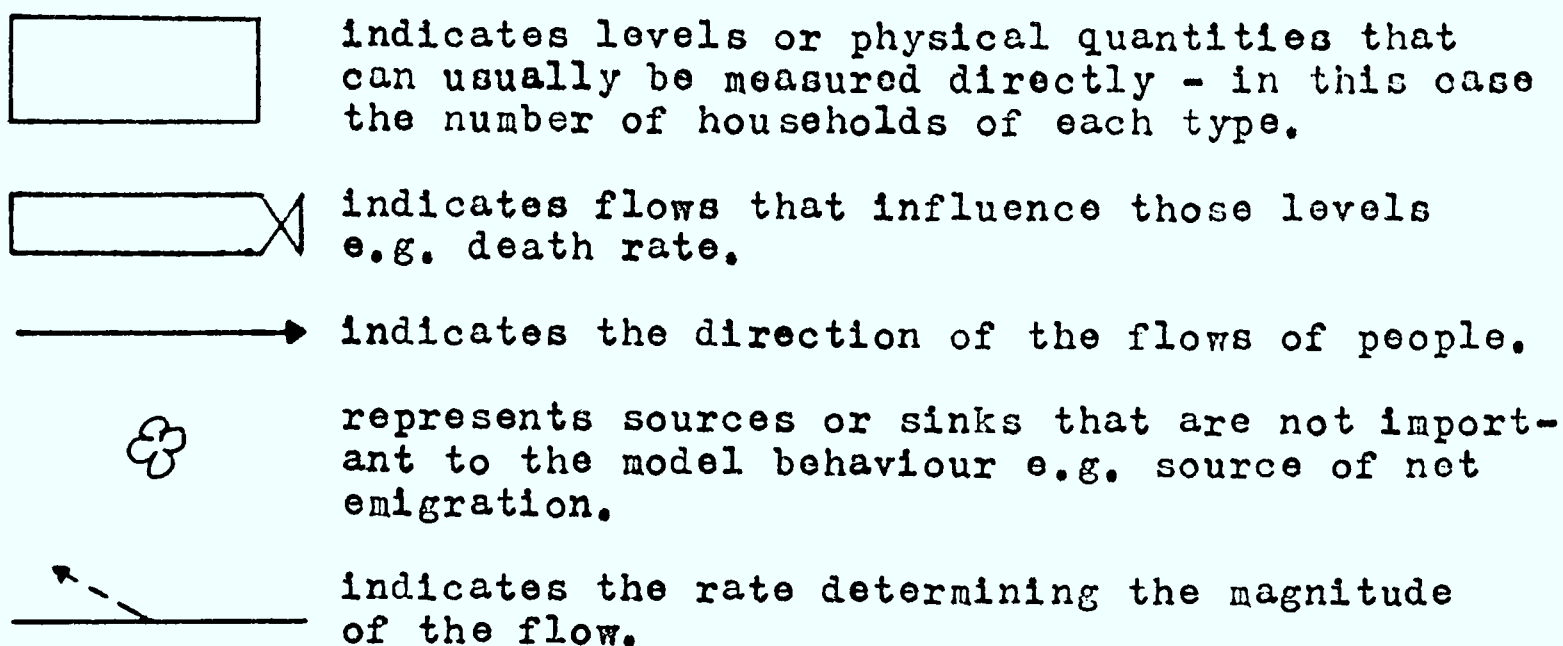 indicates levels or physical quantities that
can usually be measured directly - in this case
the number of households of each type.
indicates flows that influence those levels
e.g. death rate.
indicates the direction of the flows of people.
represents sources or sinks that are not import-
ant to the model behaviour e.g. source of net
emigration.
indicates the rate determining the magnitude
of the flow.